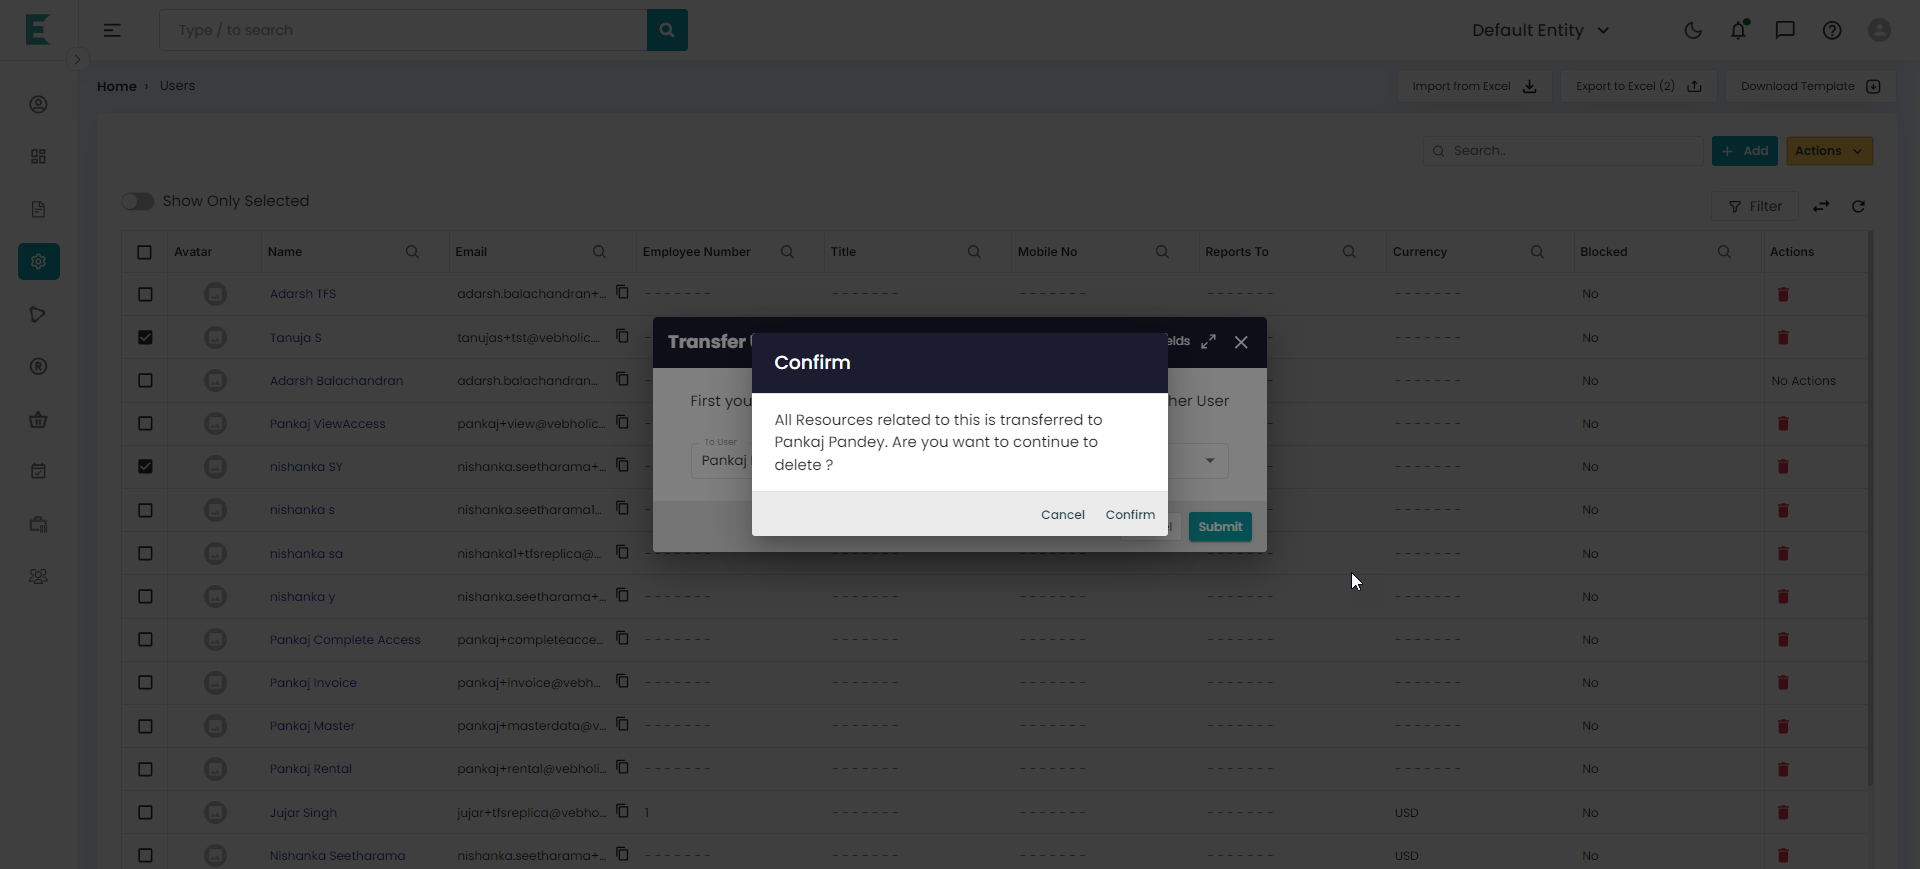 Type / to search
Default Entity
Home › Users
Import from Excel
Export to Excel (2)
Download Template
Search..
+ Add
Actions
Show Only Selected
Filter
Avatar Name Email Employee Number Title Mobile No Reports To Currency Blocked Actions
Adarsh TFS adarsh.balachandran+... - - - - - - - - - - - - - - - - - - - - - - - - - - - - - - - - - - - No
Tanuja S tanujas+tst@vebholic.... No
Adarsh Balachandran adarsh.balachandran... No No Actions
Pankaj ViewAccess pankaj+view@vebholic... No
nishanka SY nishanka.seetharama+... No
nishanka s nishanka.seetharama1... No
nishanka sa nishanka1+tfsreplica@... No
nishanka y nishanka.seetharama+... - - - - - - - - - - - - - - - - - - - - - - - - - - - - - - - - - - - No
Pankaj Complete Access pankaj+completeacce... - - - - - - - - - - - - - - - - - - - - - - - - - - - - - - - - - - - No
Pankaj Invoice pankaj+invoice@vebh... - - - - - - - - - - - - - - - - - - - - - - - - - - - - - - - - - - - No
Pankaj Master pankaj+masterdata@v... - - - - - - - - - - - - - - - - - - - - - - - - - - - - - - - - - - - No
Pankaj Rental pankaj+rental@vebholi... - - - - - - - - - - - - - - - - - - - - - - - - - - - - - - - - - - - No
Jujar Singh jujar+tfsreplica@vebho... 1 - - - - - - - - - - - - - - - - - - - - - USD No
Nishanka Seetharama nishanka.seetharama+... - - - - - - - - - - - - - - - - - - - - - - - - - - - - USD No
Transfer
elds
First you
her User
To User
Pankaj
Submit
Confirm
All Resources related to this is transferred to
Pankaj Pandey. Are you want to continue to
delete ?
Cancel Confirm